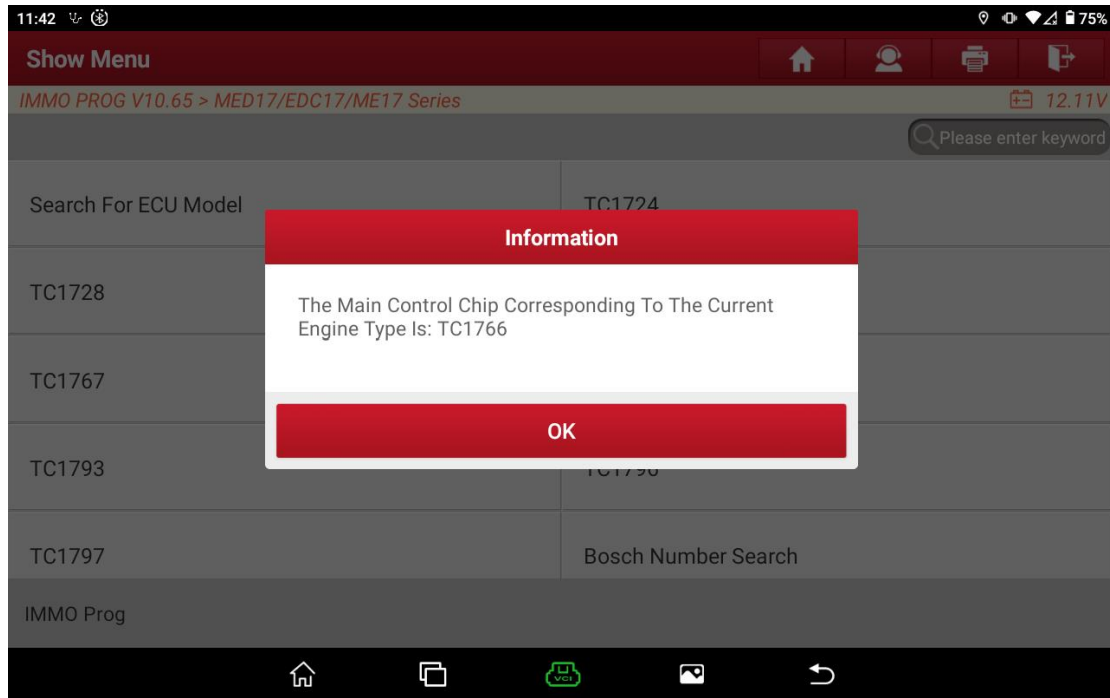 11:42
75%
Show Menu
IMMO PROG V10.65 > MED17/EDC17/ME17 Series
12.11V
Please enter keyword
Search For ECU Model
TC1724
Information
TC1728
The Main Control Chip Corresponding To The Current
Engine Type Is: TC1766
TC1767
OK
TC1793
TC1796
TC1797
Bosch Number Search
IMMO Prog
VCI